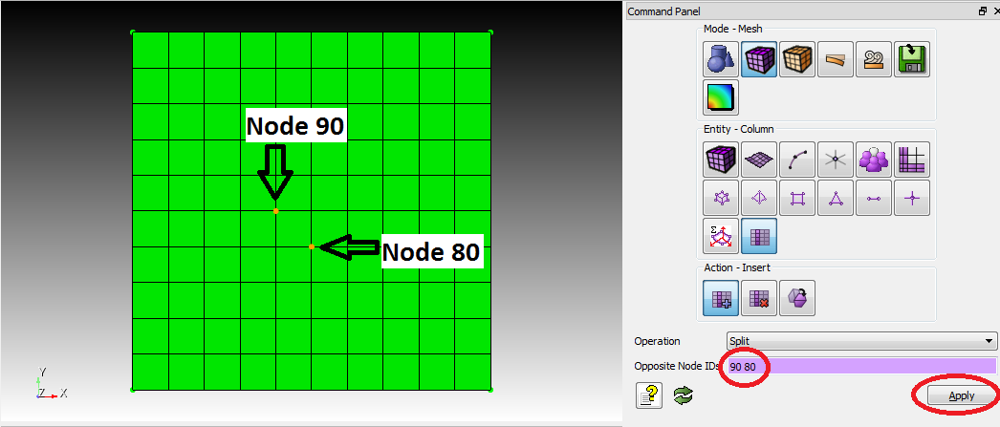 Command Panel
Mode - Mesh
Node 90
Entity - Column
Node 80
Action - Insert
Operation
Split
Opposite Node IDs
90 80
Apply
Y
Z
X